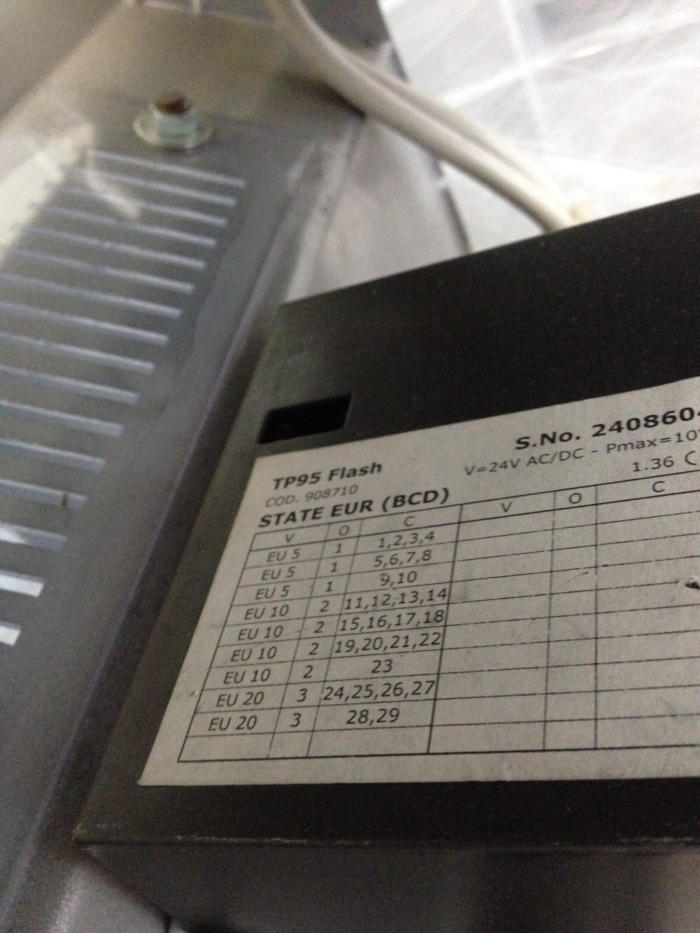 TP95 Flash
COD. 908710
S.No. 240860
V=24V AC/DC - Pmax=10
STATE EUR (BCD)
1.36
V O C V O C
EU 5 1 1,2,3,4
EU 5 1 5,6,7,8
EU 5 1 9,10
EU 10 2 11,12,13,14
EU 10 2 15,16,17,18
EU 10 2 19,20,21,22
EU 10 2 23
EU 20 3 24,25,26,27
EU 20 3 28,29